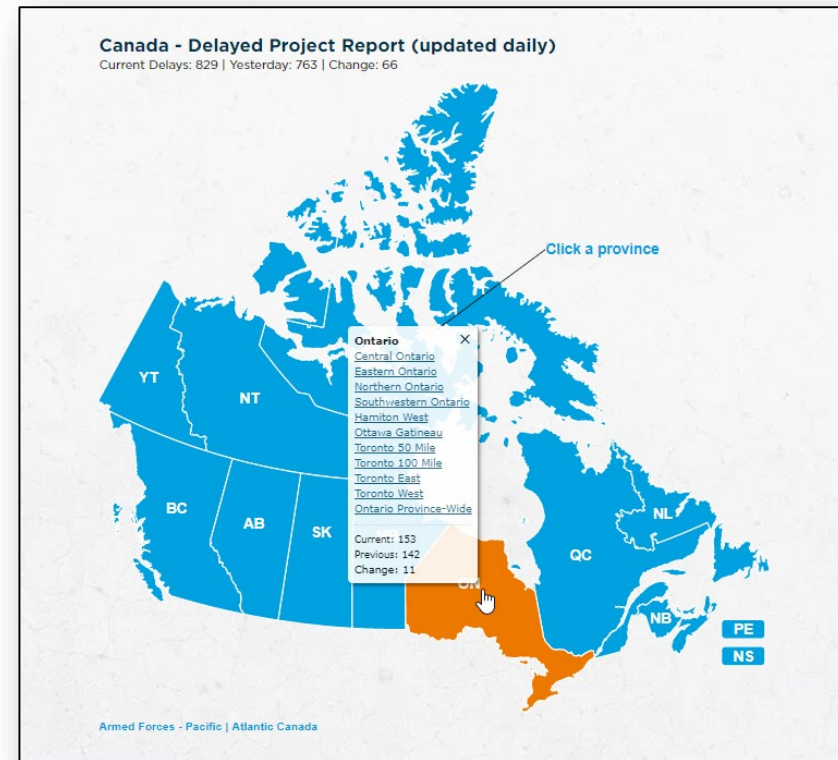 Canada - Delayed Project Report (updated daily)
Current Delays: 829 | Yesterday: 763 | Change: 66
Click a province
Ontario
Central Ontario
Eastern Ontario
Northern Ontario
Southwestern Ontario
Hamiton West
Ottawa Gatineau
Toronto 50 Mile
Toronto 100 Mile
Toronto East
Toronto West
Ontario Province-Wide
Current: 153
Previous: 142
Change: 11
YT
NT
BC
AB
SK
ON
QC
NL
NB
PE
NS
Armed Forces - Pacific | Atlantic Canada